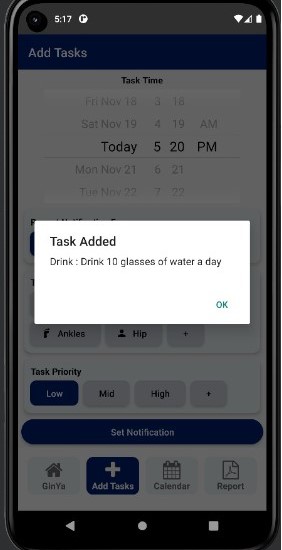 5:17
Add Tasks
Task Time
Fri Nov 18 3 18
Sat Nov 19 4 19 AM
Today 5 20 PM
Mon Nov 21 6 21
Tue Nov 22 7 22
Task Added
Drink : Drink 10 glasses of water a day
OK
Ankles Hip +
Task Priority
Low Mid High +
Set Notification
GinYa Add Tasks Calendar Report